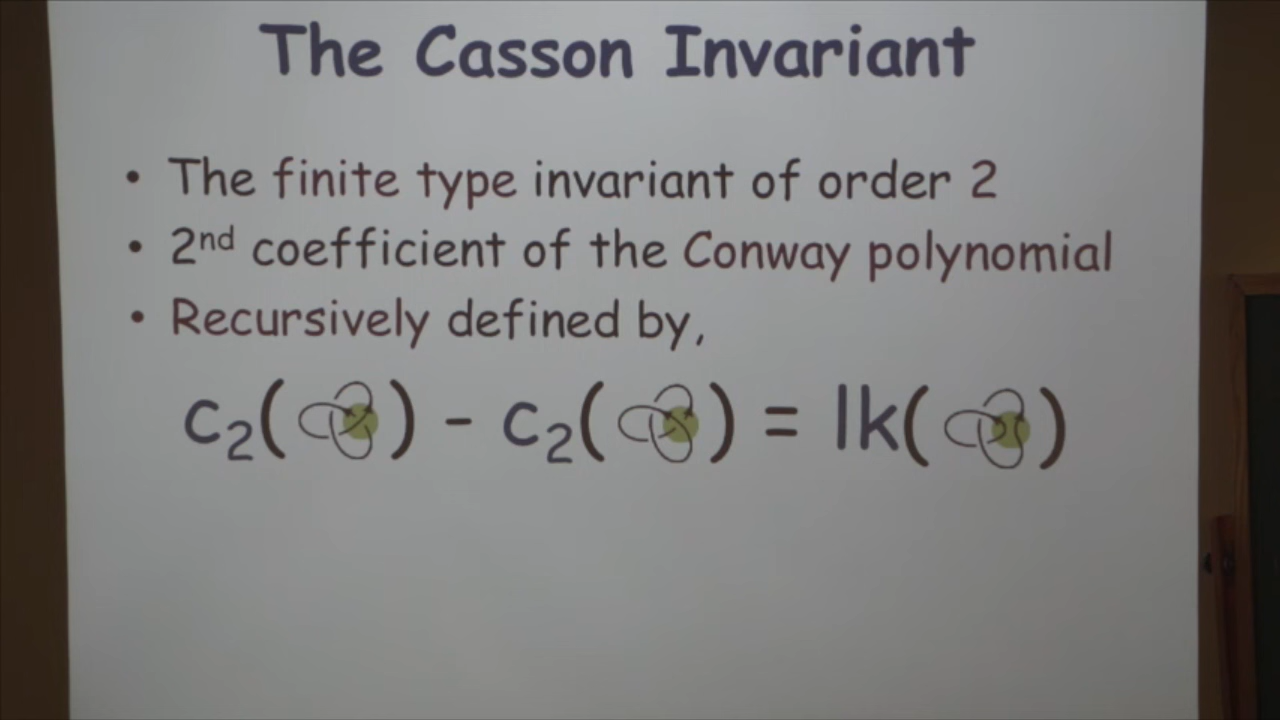 The Casson Invariant
• The finite type invariant of order 2
• 2nd coefficient of the Conway polynomial
• Recursively defined by,
c₂( ) - c₂( ) = lk( )